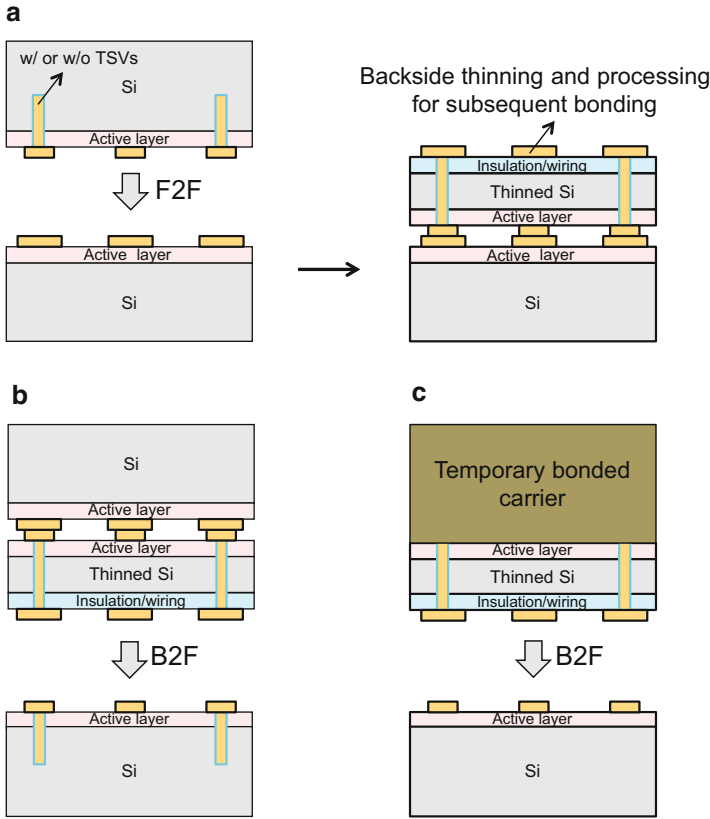 a
w/ or w/o TSVs
Si
Active layer
F2F
Active layer
Si
Backside thinning and processing
for subsequent bonding
Insulation/wiring
Thinned Si
Active layer
Active layer
Si
b
Si
Active layer
Active layer
Thinned Si
Insulation/wiring
B2F
Active layer
Si
c
Temporary bonded
carrier
Active layer
Thinned Si
Insulation/wiring
B2F
Active layer
Si